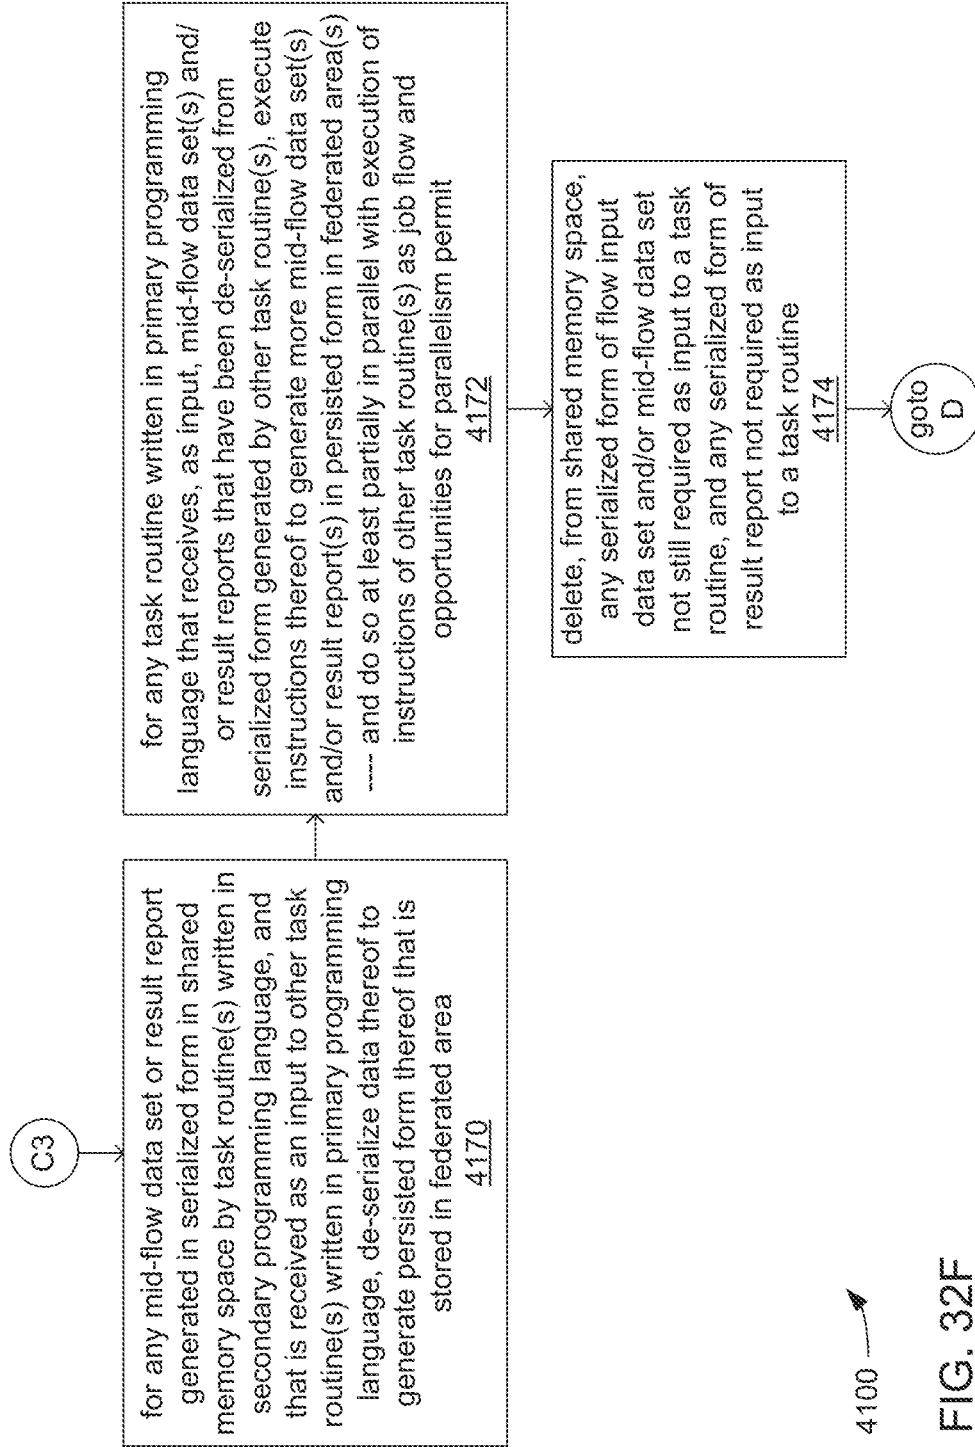 C3
for any mid-flow data set or result report
generated in serialized form in shared
memory space by task routine(s) written in
secondary programming language, and
that is received as an input to other task
routine(s) written in primary programming
language, de-serialize data thereof to
generate persisted form thereof that is
stored in federated area
4170
for any task routine written in primary programming
language that receives, as input, mid-flow data set(s) and/
or result reports that have been de-serialized from
serialized form generated by other task routine(s), execute
instructions thereof to generate more mid-flow data set(s)
and/or result report(s) in persisted form in federated area(s)
---- and do so at least partially in parallel with execution of
instructions of other task routine(s) as job flow and
opportunities for parallelism permit
4172
delete, from shared memory space,
any serialized form of flow input
data set and/or mid-flow data set
not still required as input to a task
routine, and any serialized form of
result report not required as input
to a task routine
4174
goto
D
4100
FIG. 32F